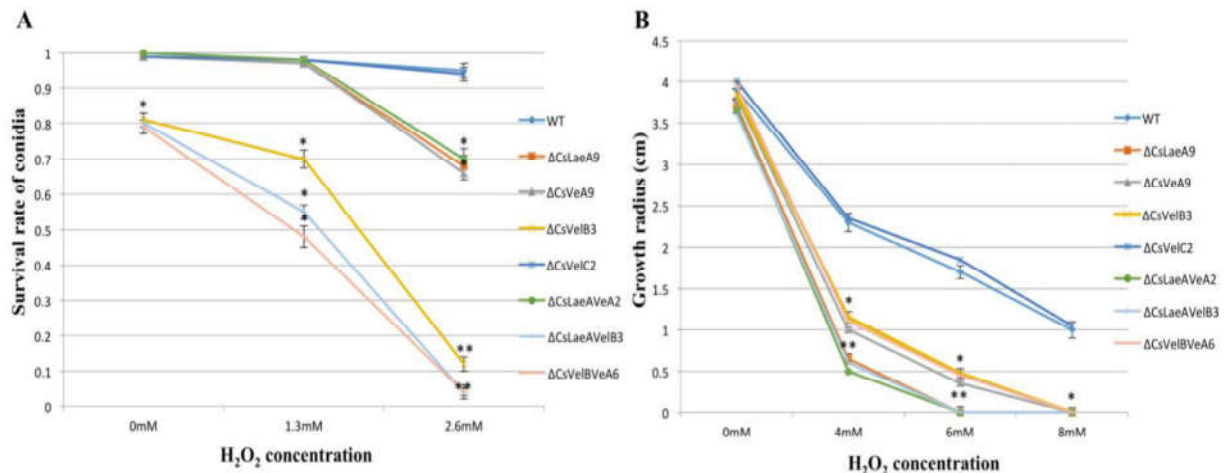 A
Survival rate of conidia
1
0.9
0.8
0.7
0.6
0.5
0.4
0.3
0.2
0.1
0
*
*
*
*
*
*
**
**
0mM
1.3mM
2.6mM
H₂O₂ concentration
WT
ΔCsLaeA9
ΔCsVeA9
ΔCsVelB3
ΔCsVelC2
ΔCsLaeAVeA2
ΔCsLaeAVelB3
ΔCsVelBVeA6
B
Growth radius (cm)
4.5
4
3.5
3
2.5
2
1.5
1
0.5
0
*
**
*
**
*
0mM
4mM
6mM
8mM
H₂O₂ concentration
WT
ΔCsLaeA9
ΔCsVeA9
ΔCsVelB3
ΔCsVelC2
ΔCsLaeAVeA2
ΔCsLaeAVelB3
ΔCsVelBVeA6